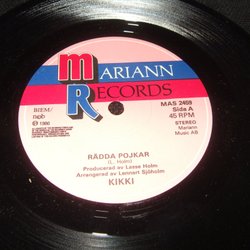 MARIANN
RECORDS
MAS 2468
Side A
45 RPM
STEREO
Mariann
Music AB
BIEM/
ncb
℗ 1986
RÄDDA POJKAR
(L. Holm)
Producerad av Lasse Holm
Arrangerad av Lennart Sjöholm
KIKKI